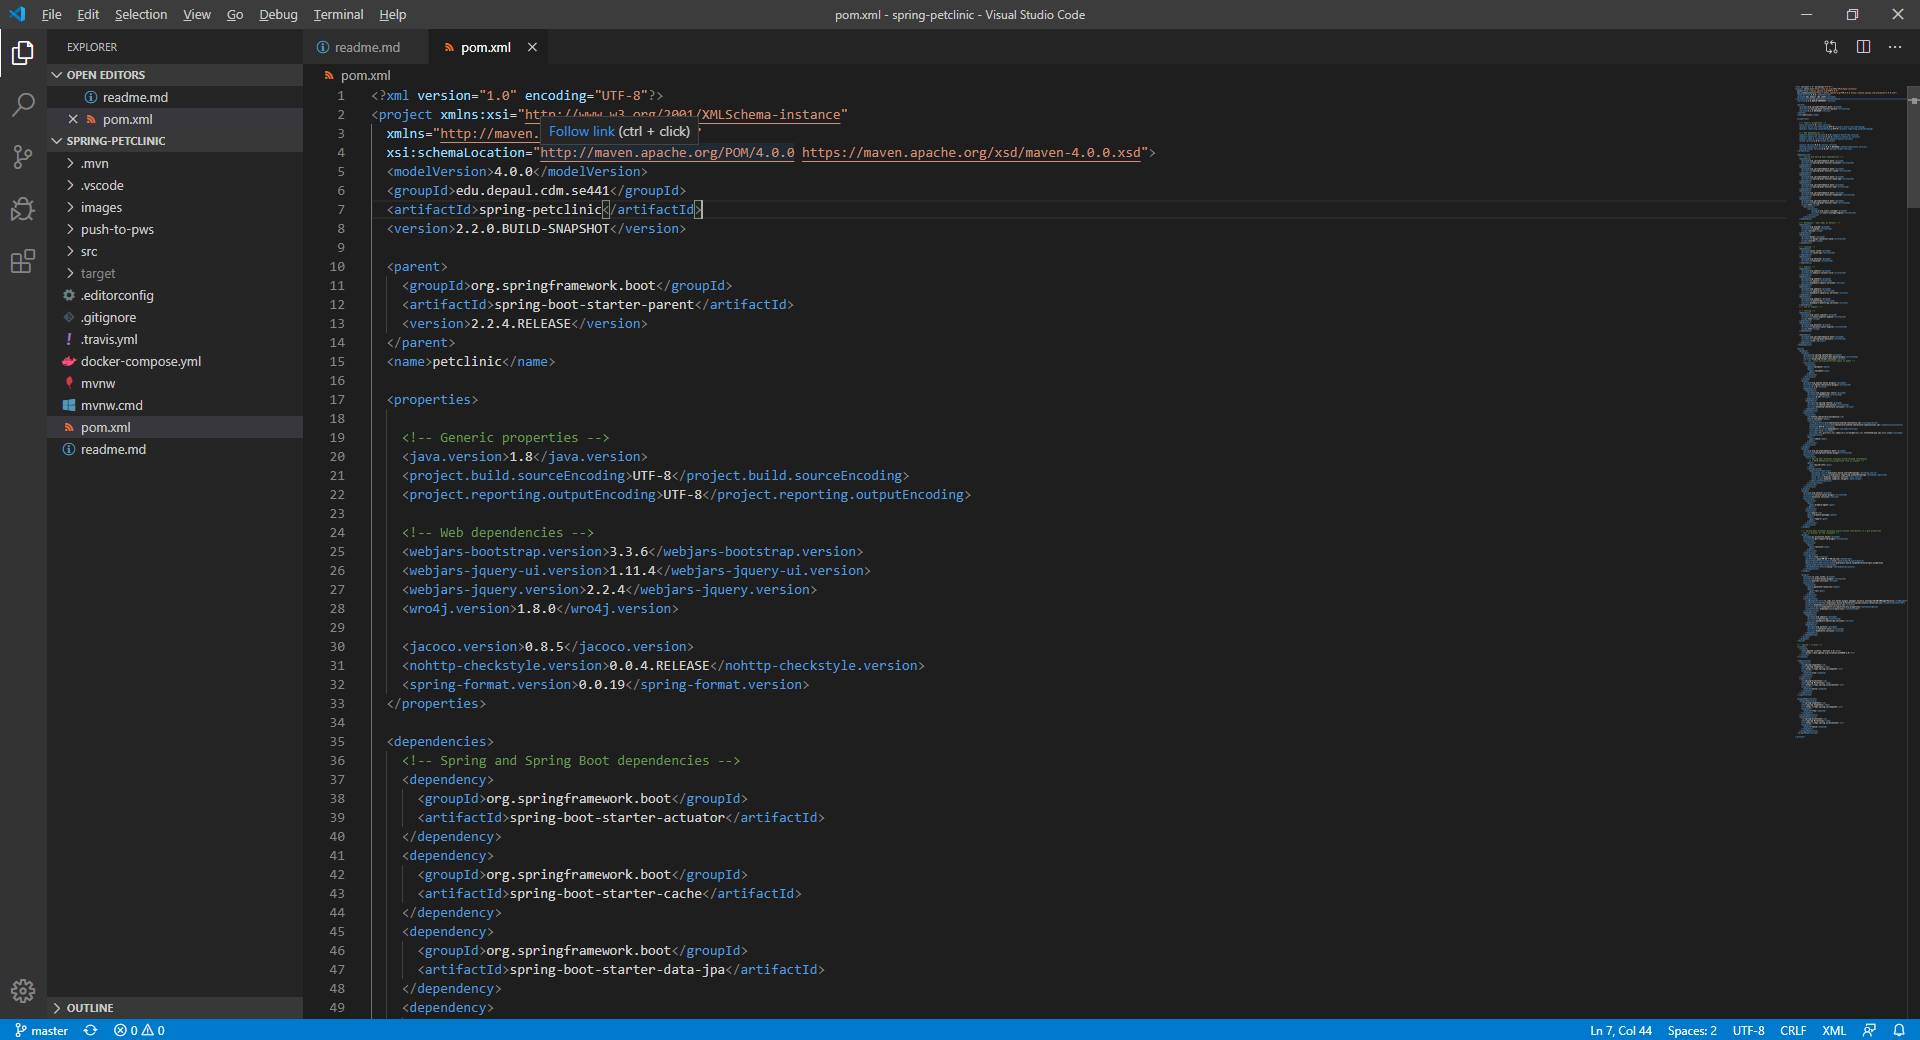 File Edit Selection View Go Debug Terminal Help
pom.xml - spring-petclinic - Visual Studio Code
EXPLORER
OPEN EDITORS
readme.md
pom.xml
SPRING-PETCLINIC
.mvn
.vscode
images
push-to-pws
src
target
.editorconfig
.gitignore
.travis.yml
docker-compose.yml
mvnw
mvnw.cmd
pom.xml
readme.md
OUTLINE
readme.md pom.xml
pom.xml
1 <?xml version="1.0" encoding="UTF-8"?>
2 <project xmlns:xsi="http://www.w3.org/2001/XMLSchema-instance"
Follow link (ctrl + click)
3 xmlns="http://maven. "
4 xsi:schemaLocation="http://maven.apache.org/POM/4.0.0 https://maven.apache.org/xsd/maven-4.0.0.xsd">
5 <modelVersion>4.0.0</modelVersion>
6 <groupId>edu.depaul.cdm.se441</groupId>
7 <artifactId>spring-petclinic</artifactId>
8 <version>2.2.0.BUILD-SNAPSHOT</version>
9
10 <parent>
11 <groupId>org.springframework.boot</groupId>
12 <artifactId>spring-boot-starter-parent</artifactId>
13 <version>2.2.4.RELEASE</version>
14 </parent>
15 <name>petclinic</name>
16
17 <properties>
18
19 <!-- Generic properties -->
20 <java.version>1.8</java.version>
21 <project.build.sourceEncoding>UTF-8</project.build.sourceEncoding>
22 <project.reporting.outputEncoding>UTF-8</project.reporting.outputEncoding>
23
24 <!-- Web dependencies -->
25 <webjars-bootstrap.version>3.3.6</webjars-bootstrap.version>
26 <webjars-jquery-ui.version>1.11.4</webjars-jquery-ui.version>
27 <webjars-jquery.version>2.2.4</webjars-jquery.version>
28 <wro4j.version>1.8.0</wro4j.version>
29
30 <jacoco.version>0.8.5</jacoco.version>
31 <nohttp-checkstyle.version>0.0.4.RELEASE</nohttp-checkstyle.version>
32 <spring-format.version>0.0.19</spring-format.version>
33 </properties>
34
35 <dependencies>
36 <!-- Spring and Spring Boot dependencies -->
37 <dependency>
38 <groupId>org.springframework.boot</groupId>
39 <artifactId>spring-boot-starter-actuator</artifactId>
40 </dependency>
41 <dependency>
42 <groupId>org.springframework.boot</groupId>
43 <artifactId>spring-boot-starter-cache</artifactId>
44 </dependency>
45 <dependency>
46 <groupId>org.springframework.boot</groupId>
47 <artifactId>spring-boot-starter-data-jpa</artifactId>
48 </dependency>
49 <dependency>
master 0 0
Ln 7, Col 44 Spaces: 2 UTF-8 CRLF XML